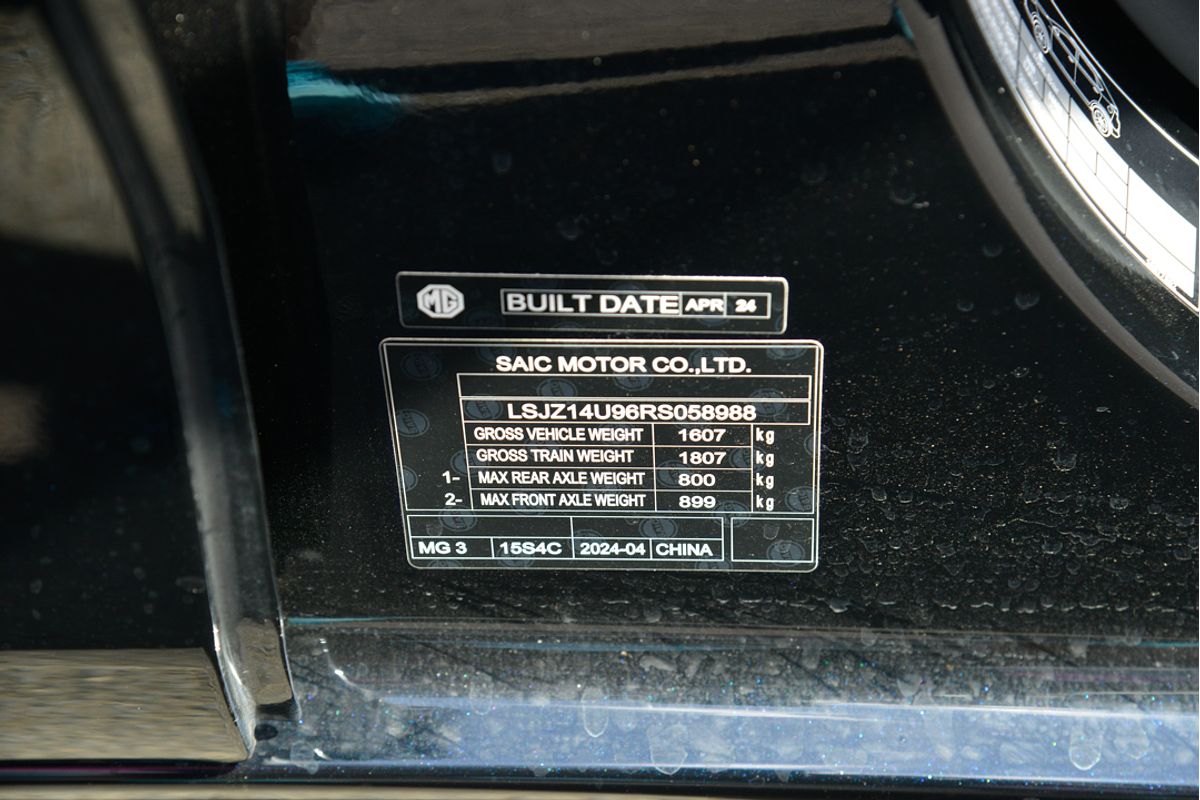 MG BUILT DATE APR 24
SAIC MOTOR CO.,LTD.
LSJZ14U96RS058988
GROSS VEHICLE WEIGHT 1607 kg
GROSS TRAIN WEIGHT 1807 kg
1- MAX REAR AXLE WEIGHT 800 kg
2- MAX FRONT AXLE WEIGHT 899 kg
MG 3 15S4C 2024-04 CHINA